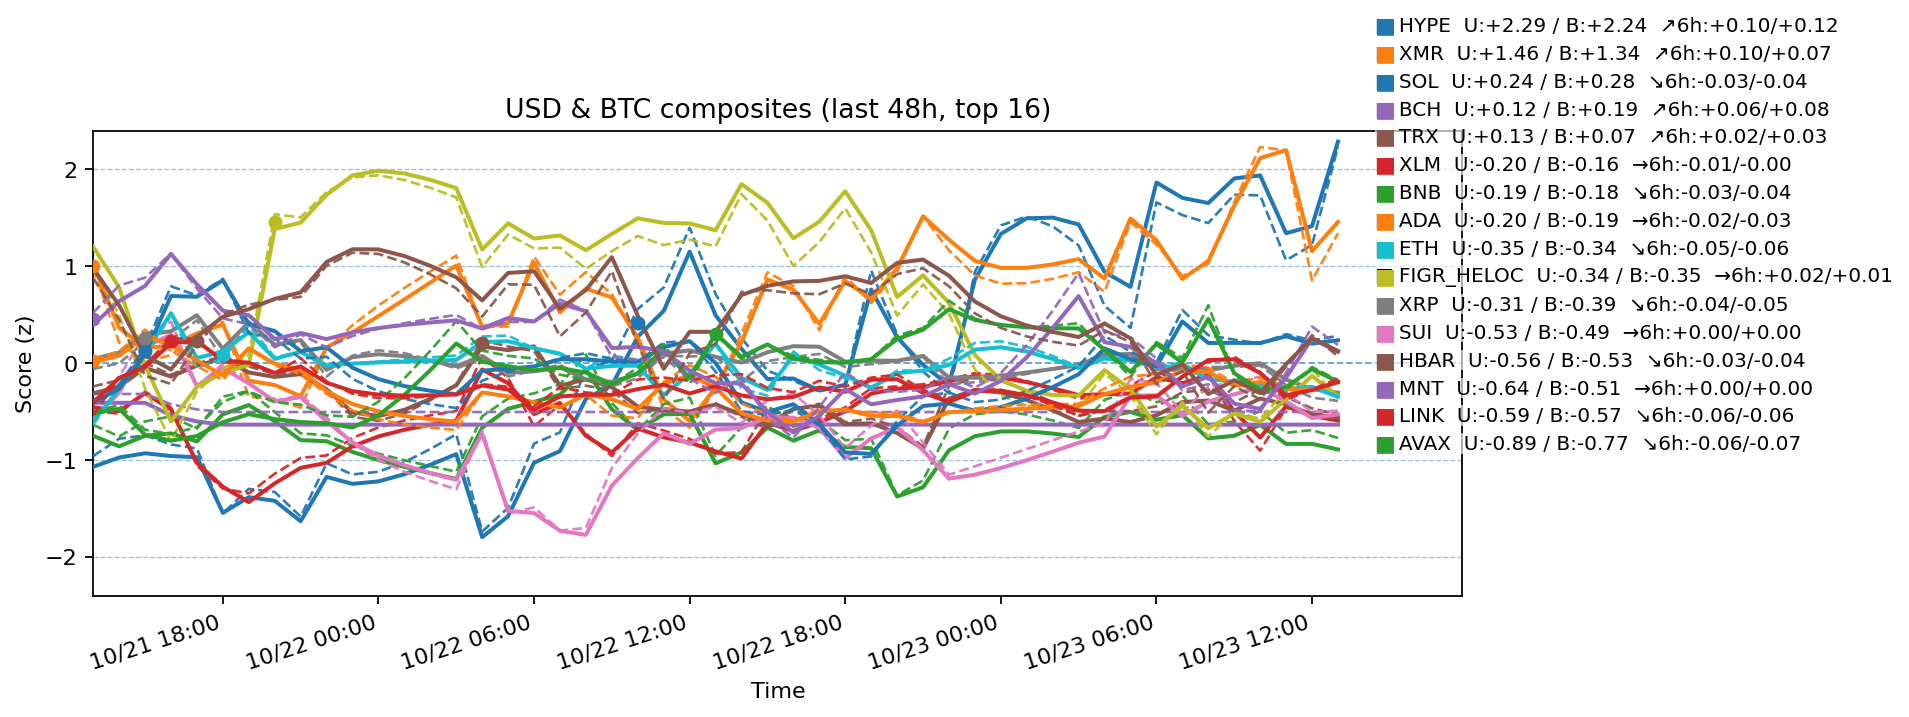 HYPE  U:+2.29 / B:+2.24  ↗6h:+0.10/+0.12
XMR  U:+1.46 / B:+1.34  ↗6h:+0.10/+0.07
SOL  U:+0.24 / B:+0.28  ↘6h:-0.03/-0.04
USD & BTC composites (last 48h, top 16)
BCH  U:+0.12 / B:+0.19  ↗6h:+0.06/+0.08
TRX  U:+0.13 / B:+0.07  ↗6h:+0.02/+0.03
XLM  U:-0.20 / B:-0.16  →6h:-0.01/-0.00
BNB  U:-0.19 / B:-0.18  ↘6h:-0.03/-0.04
ADA  U:-0.20 / B:-0.19  →6h:-0.02/-0.03
ETH  U:-0.35 / B:-0.34  ↘6h:-0.05/-0.06
FIGR_HELOC  U:-0.34 / B:-0.35  →6h:+0.02/+0.01
XRP  U:-0.31 / B:-0.39  ↘6h:-0.04/-0.05
SUI  U:-0.53 / B:-0.49  →6h:+0.00/+0.00
HBAR  U:-0.56 / B:-0.53  ↘6h:-0.03/-0.04
MNT  U:-0.64 / B:-0.51  →6h:+0.00/+0.00
LINK  U:-0.59 / B:-0.57  ↘6h:-0.06/-0.06
AVAX  U:-0.89 / B:-0.77  ↘6h:-0.06/-0.07
Score (z)
2
1
0
−1
−2
10/21 18:00
10/22 00:00
10/22 06:00
10/22 12:00
10/22 18:00
10/23 00:00
10/23 06:00
10/23 12:00
Time